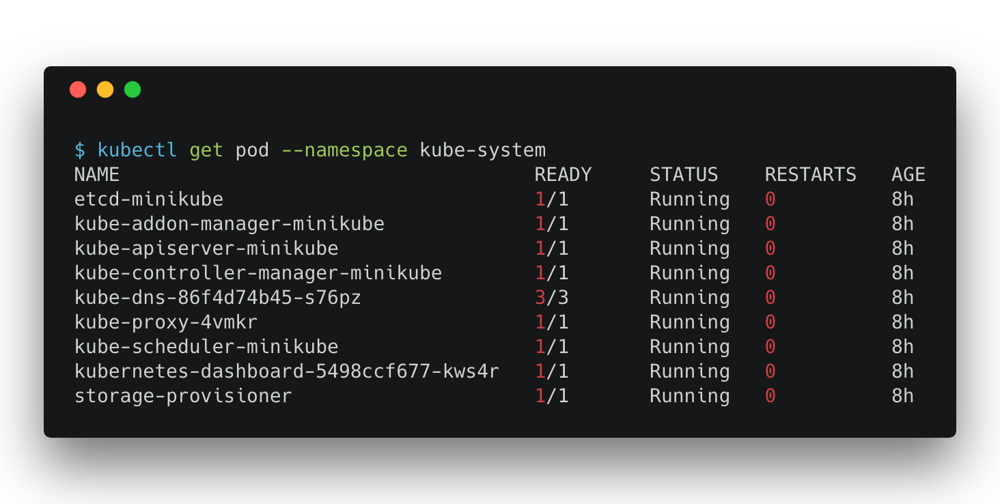 $ kubectl get pod --namespace kube-system
NAME                                    READY     STATUS    RESTARTS   AGE
etcd-minikube                           1/1       Running   0          8h
kube-addon-manager-minikube             1/1       Running   0          8h
kube-apiserver-minikube                 1/1       Running   0          8h
kube-controller-manager-minikube        1/1       Running   0          8h
kube-dns-86f4d74b45-s76pz               3/3       Running   0          8h
kube-proxy-4vmkr                        1/1       Running   0          8h
kube-scheduler-minikube                 1/1       Running   0          8h
kubernetes-dashboard-5498ccf677-kws4r   1/1       Running   0          8h
storage-provisioner                     1/1       Running   0          8h